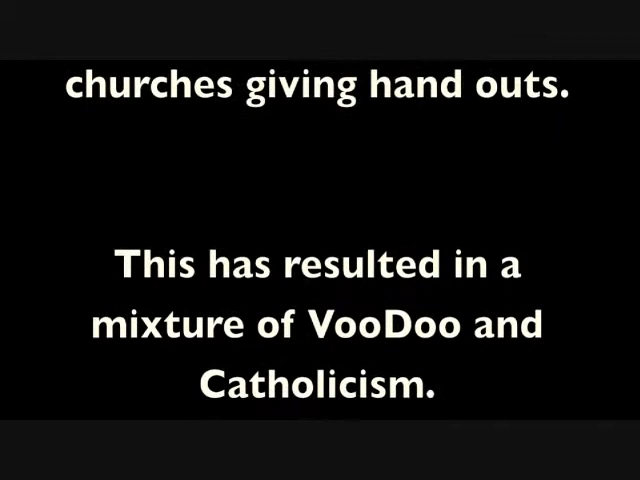 churches giving hand outs.
This has resulted in a
mixture of VooDoo and
Catholicism.